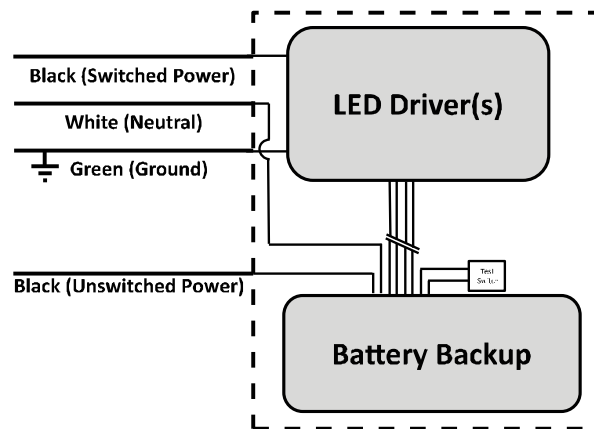 Black (Switched Power)
LED Driver(s)
White (Neutral)
Green (Ground)
Black (Unswitched Power)
Test
Battery Backup